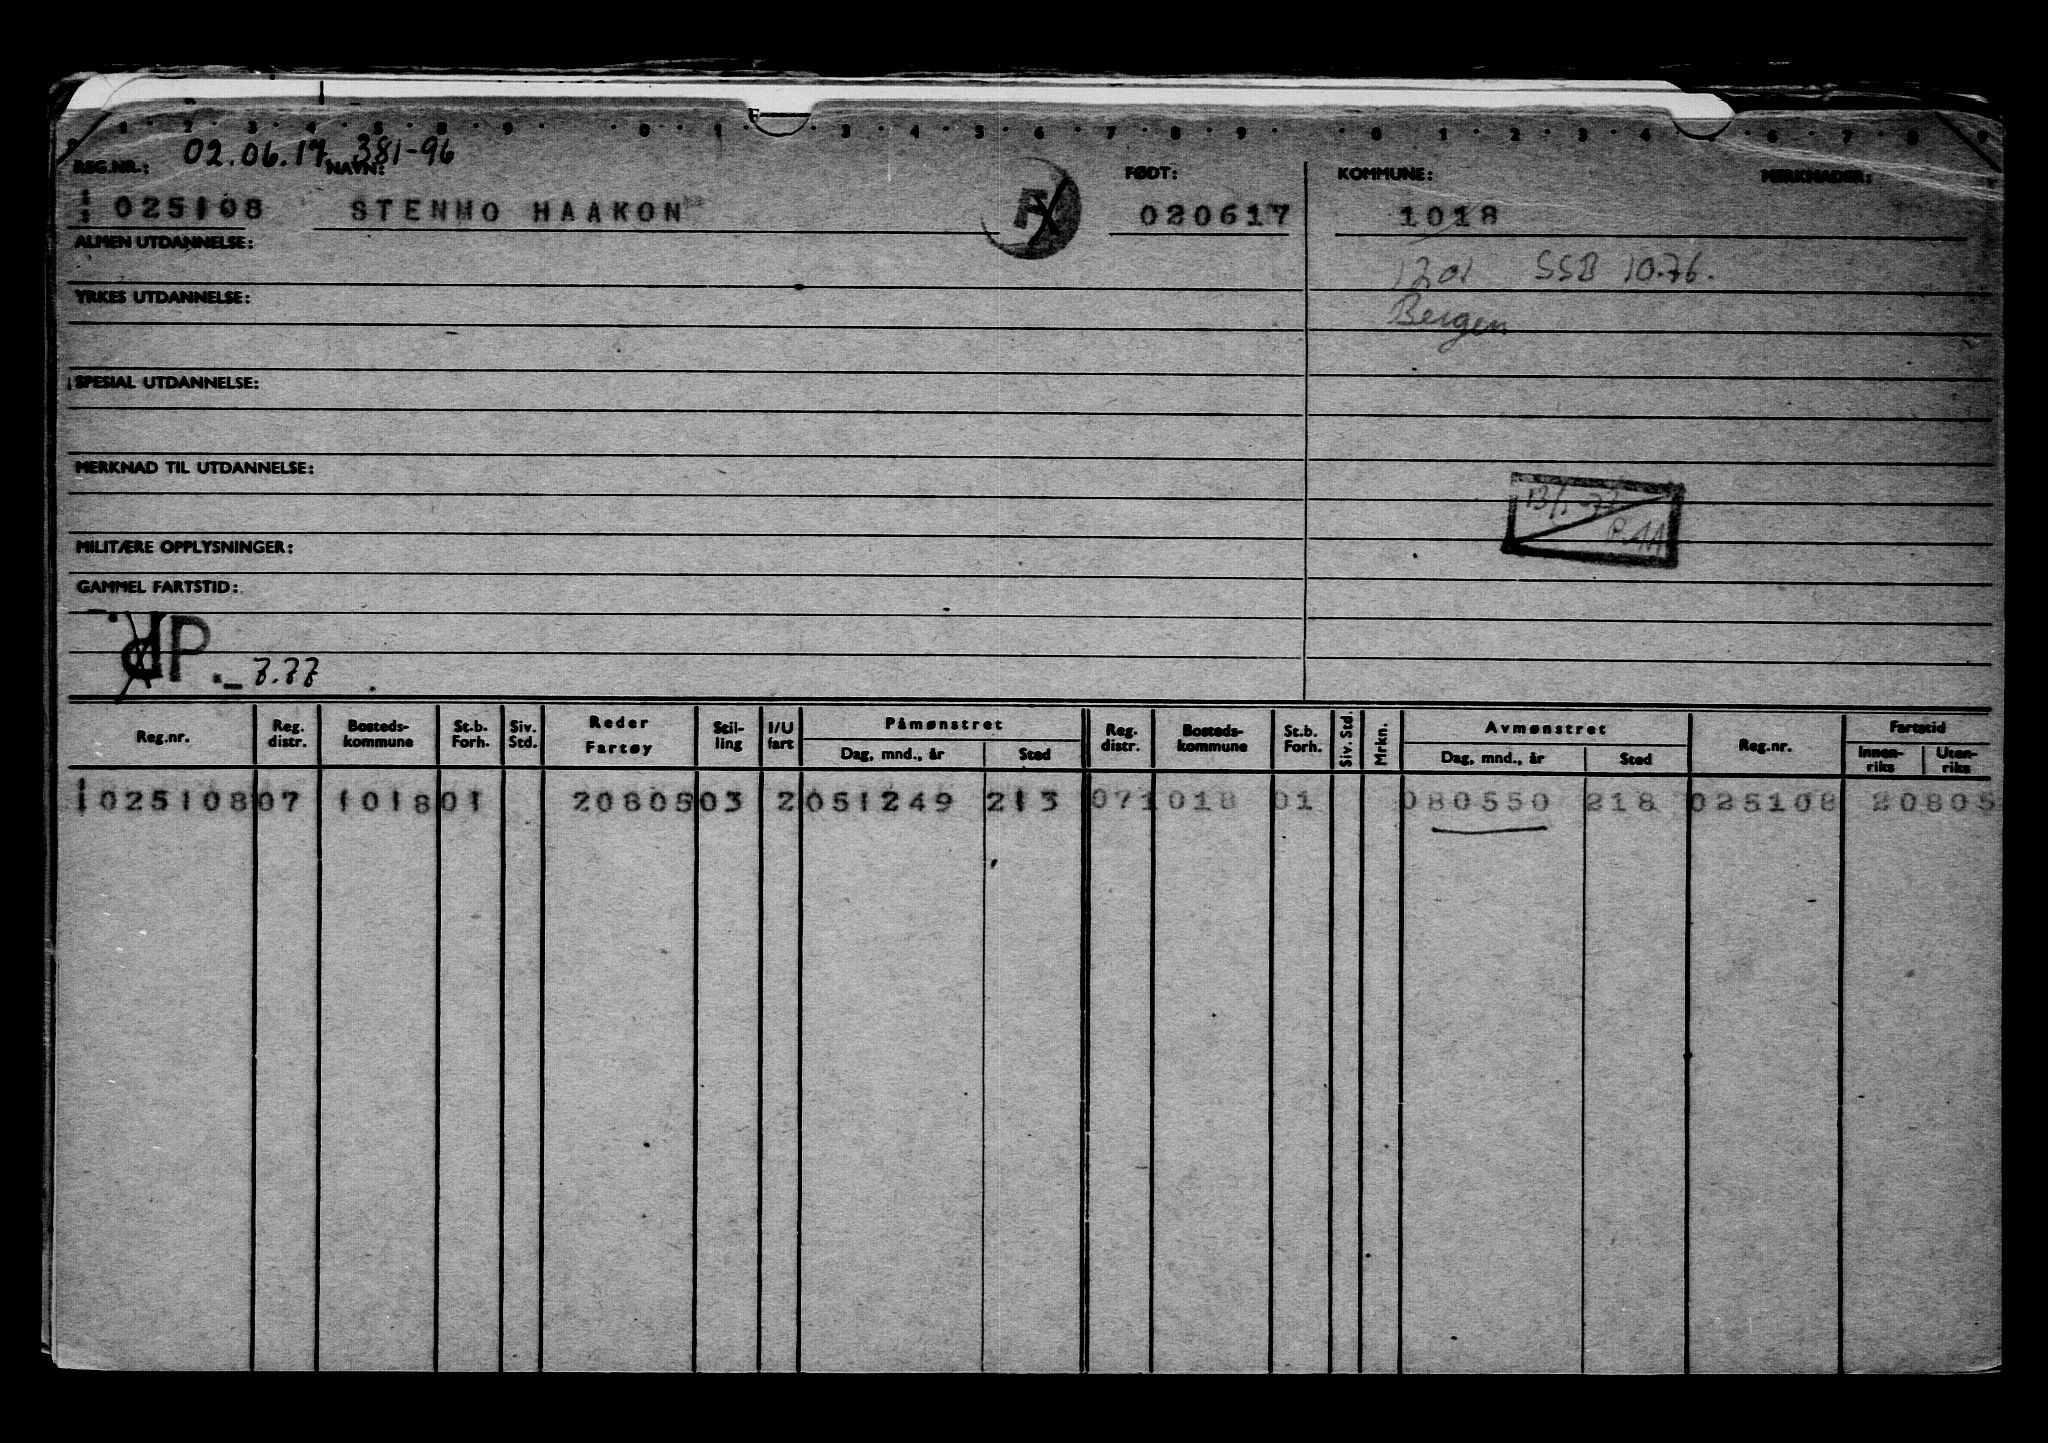 02.06.17 381-96
REG.NR.: NAVN: FØDT: KOMMUNE: MERKNADER:
025108 STENMO HAAKON 020617 1018
ALMEN UTDANNELSE:
1201 SSB 10.76.
YRKES UTDANNELSE:
Bergen
SPESIAL UTDANNELSE:
MERKNAD TIL UTDANNELSE:
MILITÆRE OPPLYSNINGER:
GAMMEL FARTSTID:
dP. 7.77
Reg.nr. Reg. distr. Bosteds-kommune St.b. Forh. Siv. Std. Reder Fartøy Stil-ling I/U fart Påmønstret Dag, mnd., år Sted Reg. distr. Bosteds-kommune St.b. Forh. Siv. Std. Mrkn. Avmønstret Dag, mnd., år Sted Reg.nr. Fartstid Innen-riks Uten-riks
025108 07 1018 01 20805 03 2 051249 213 07 1018 01 080550 218 025108 20805